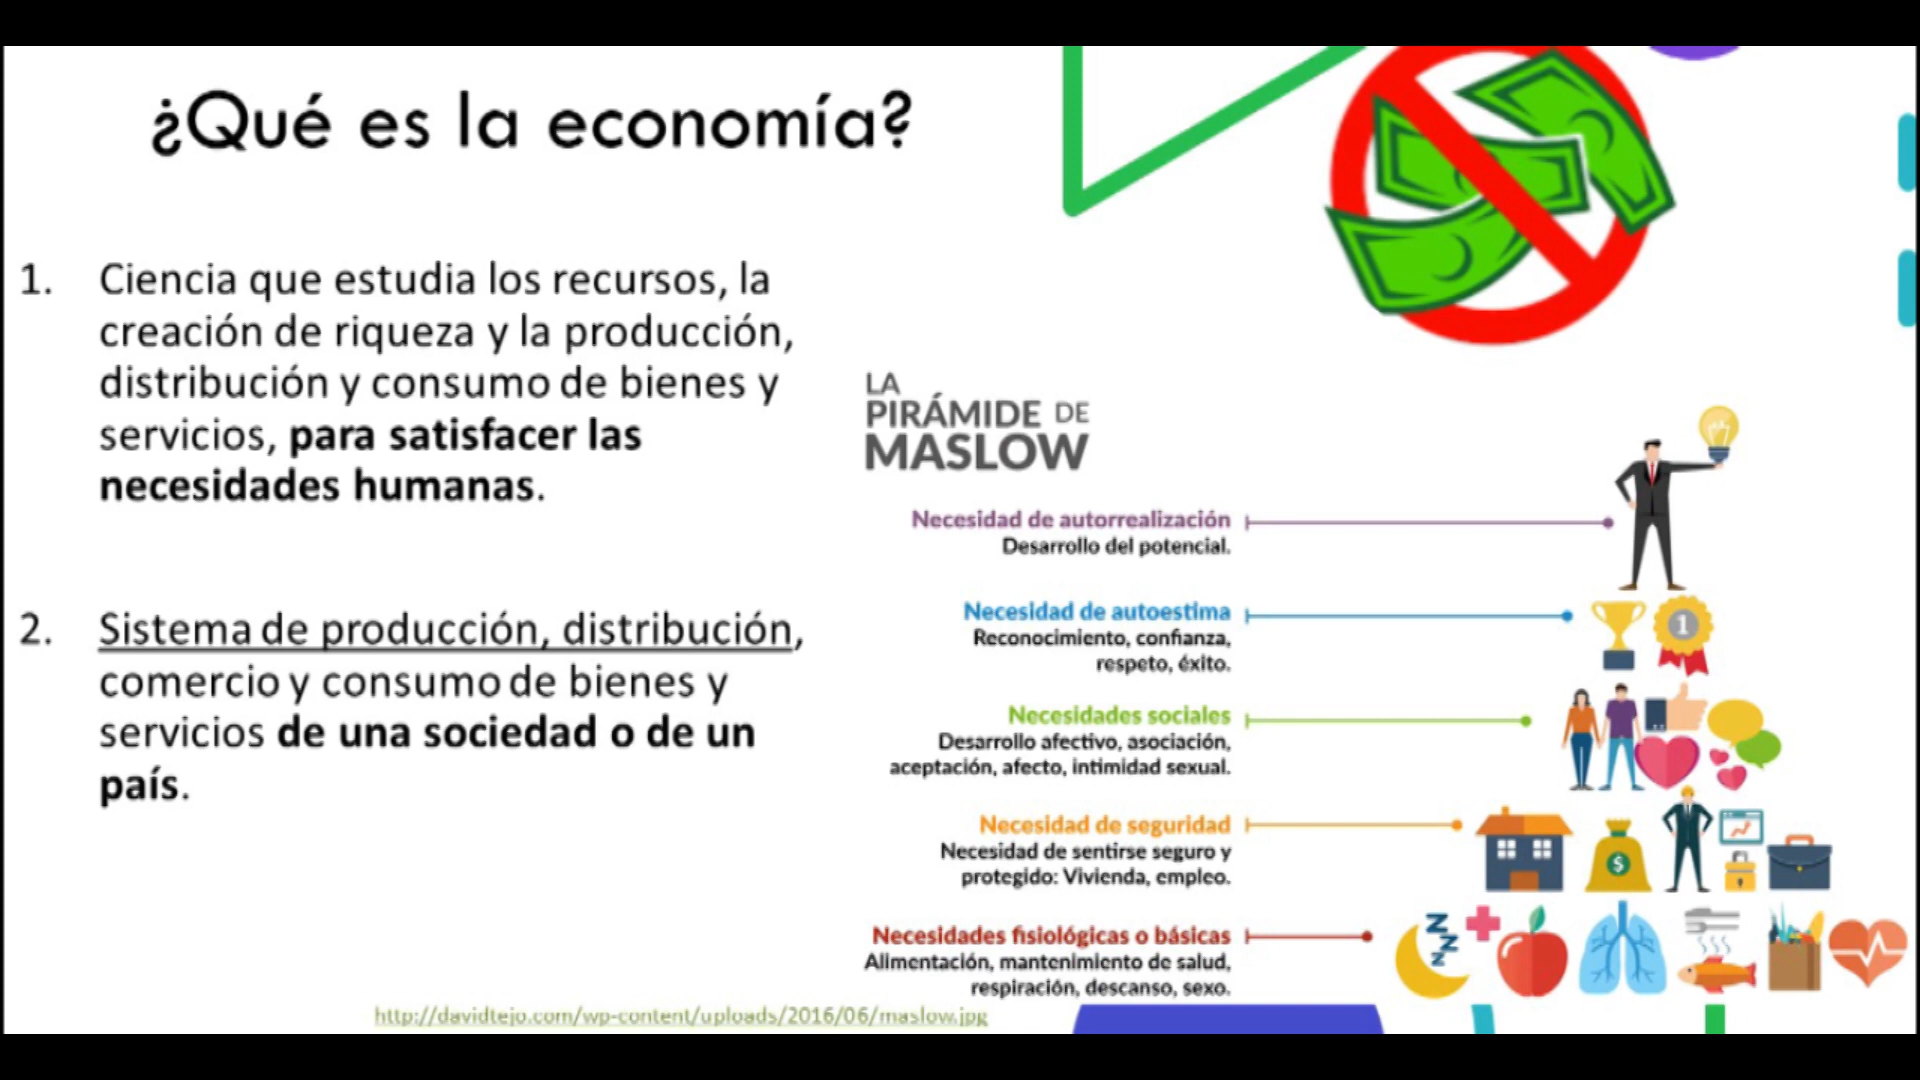 ¿Qué es la economía?
1. Ciencia que estudia los recursos, la
creación de riqueza y la producción,
distribución y consumo de bienes y
servicios, para satisfacer las
necesidades humanas.
2. Sistema de producción, distribución,
comercio y consumo de bienes y
servicios de una sociedad o de un
país.
LA
PIRÁMIDE DE
MASLOW
Necesidad de autorrealización
Desarrollo del potencial.
Necesidad de autoestima
Reconocimiento, confianza,
respeto, éxito.
Necesidades sociales
Desarrollo afectivo, asociación,
aceptación, afecto, intimidad sexual.
Necesidad de seguridad
Necesidad de sentirse seguro y
protegido: Vivienda, empleo.
Necesidades fisiológicas o básicas
Alimentación, mantenimiento de salud,
respiración, descanso, sexo.
1
$
Z
Z
Z
http://davidtejo.com/wp-content/uploads/2016/06/maslow.jpg